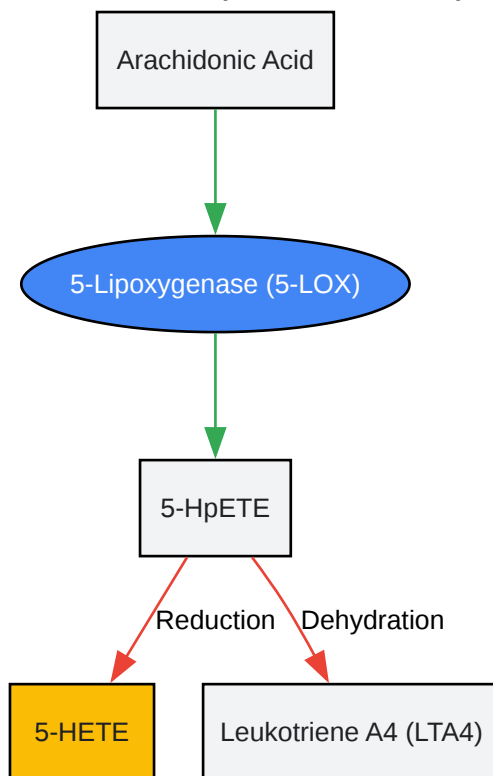 Arachidonic Acid
5-Lipoxygenase (5-LOX)
5-HpETE
Reduction
Dehydration
5-HETE
Leukotriene A4 (LTA4)